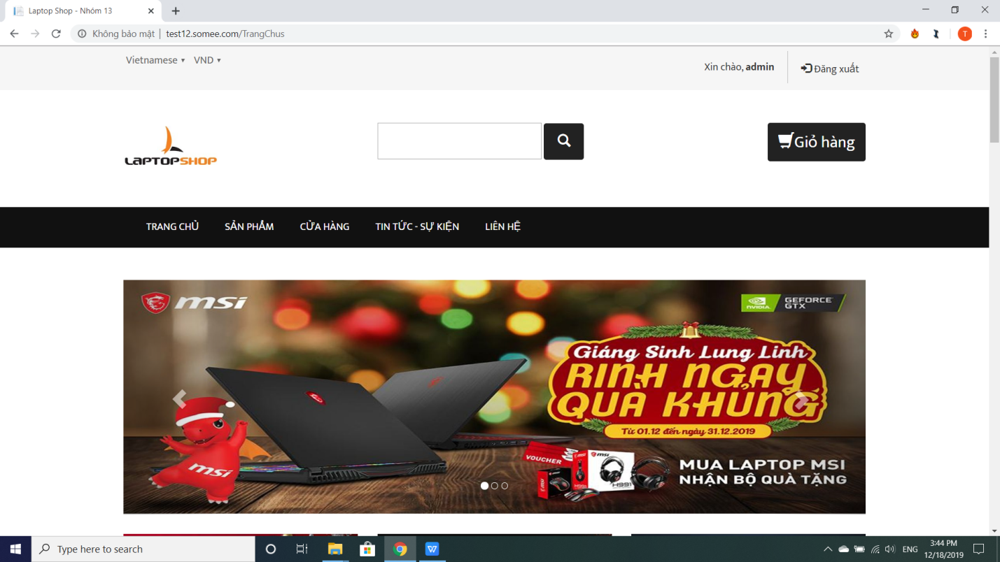 Laptop Shop - Nhóm 13
Không bảo mật | test12.somee.com/TrangChus
T
Vietnamese ▾ VND ▾
Xin chào, admin
Đăng xuất
LAPTOPSHOP
Giỏ hàng
TRANG CHỦ SẢN PHẨM CỬA HÀNG TIN TỨC - SỰ KIỆN LIÊN HỆ
msi
NVIDIA GEFORCE GTX
Giáng Sinh Lung Linh
RINH NGAY
QUÀ KHỦNG
Từ 01.12 đến ngày 31.12.2019
VOUCHER
msi
msi
H991
H991
MUA LAPTOP MSI
NHẬN BỘ QUÀ TẶNG
Type here to search
W
ENG
3:44 PM
12/18/2019